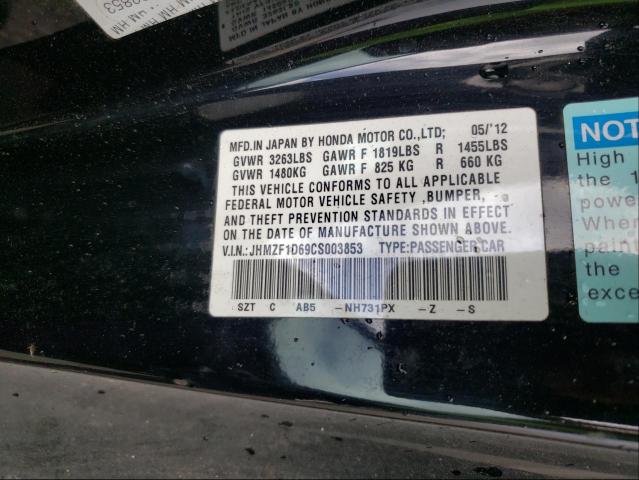 MFD.IN JAPAN BY HONDA MOTOR CO.,LTD; 05/'12
GVWR 3263LBS GAWR F 1819LBS R 1455LBS
GVWR 1480KG GAWR F 825 KG R 660 KG
THIS VEHICLE CONFORMS TO ALL APPLICABLE
FEDERAL MOTOR VEHICLE SAFETY ,BUMPER,
AND THEFT PREVENTION STANDARDS IN EFFECT
ON THE DATE OF MANUFACTURE SHOWN ABOVE.
V.I.N.:JHMZF1D69CS003853 TYPE:PASSENGER CAR
SZT C AB5 -NH731PX -Z -S
NOT
High
the 1
powe
When
pain
the
exce